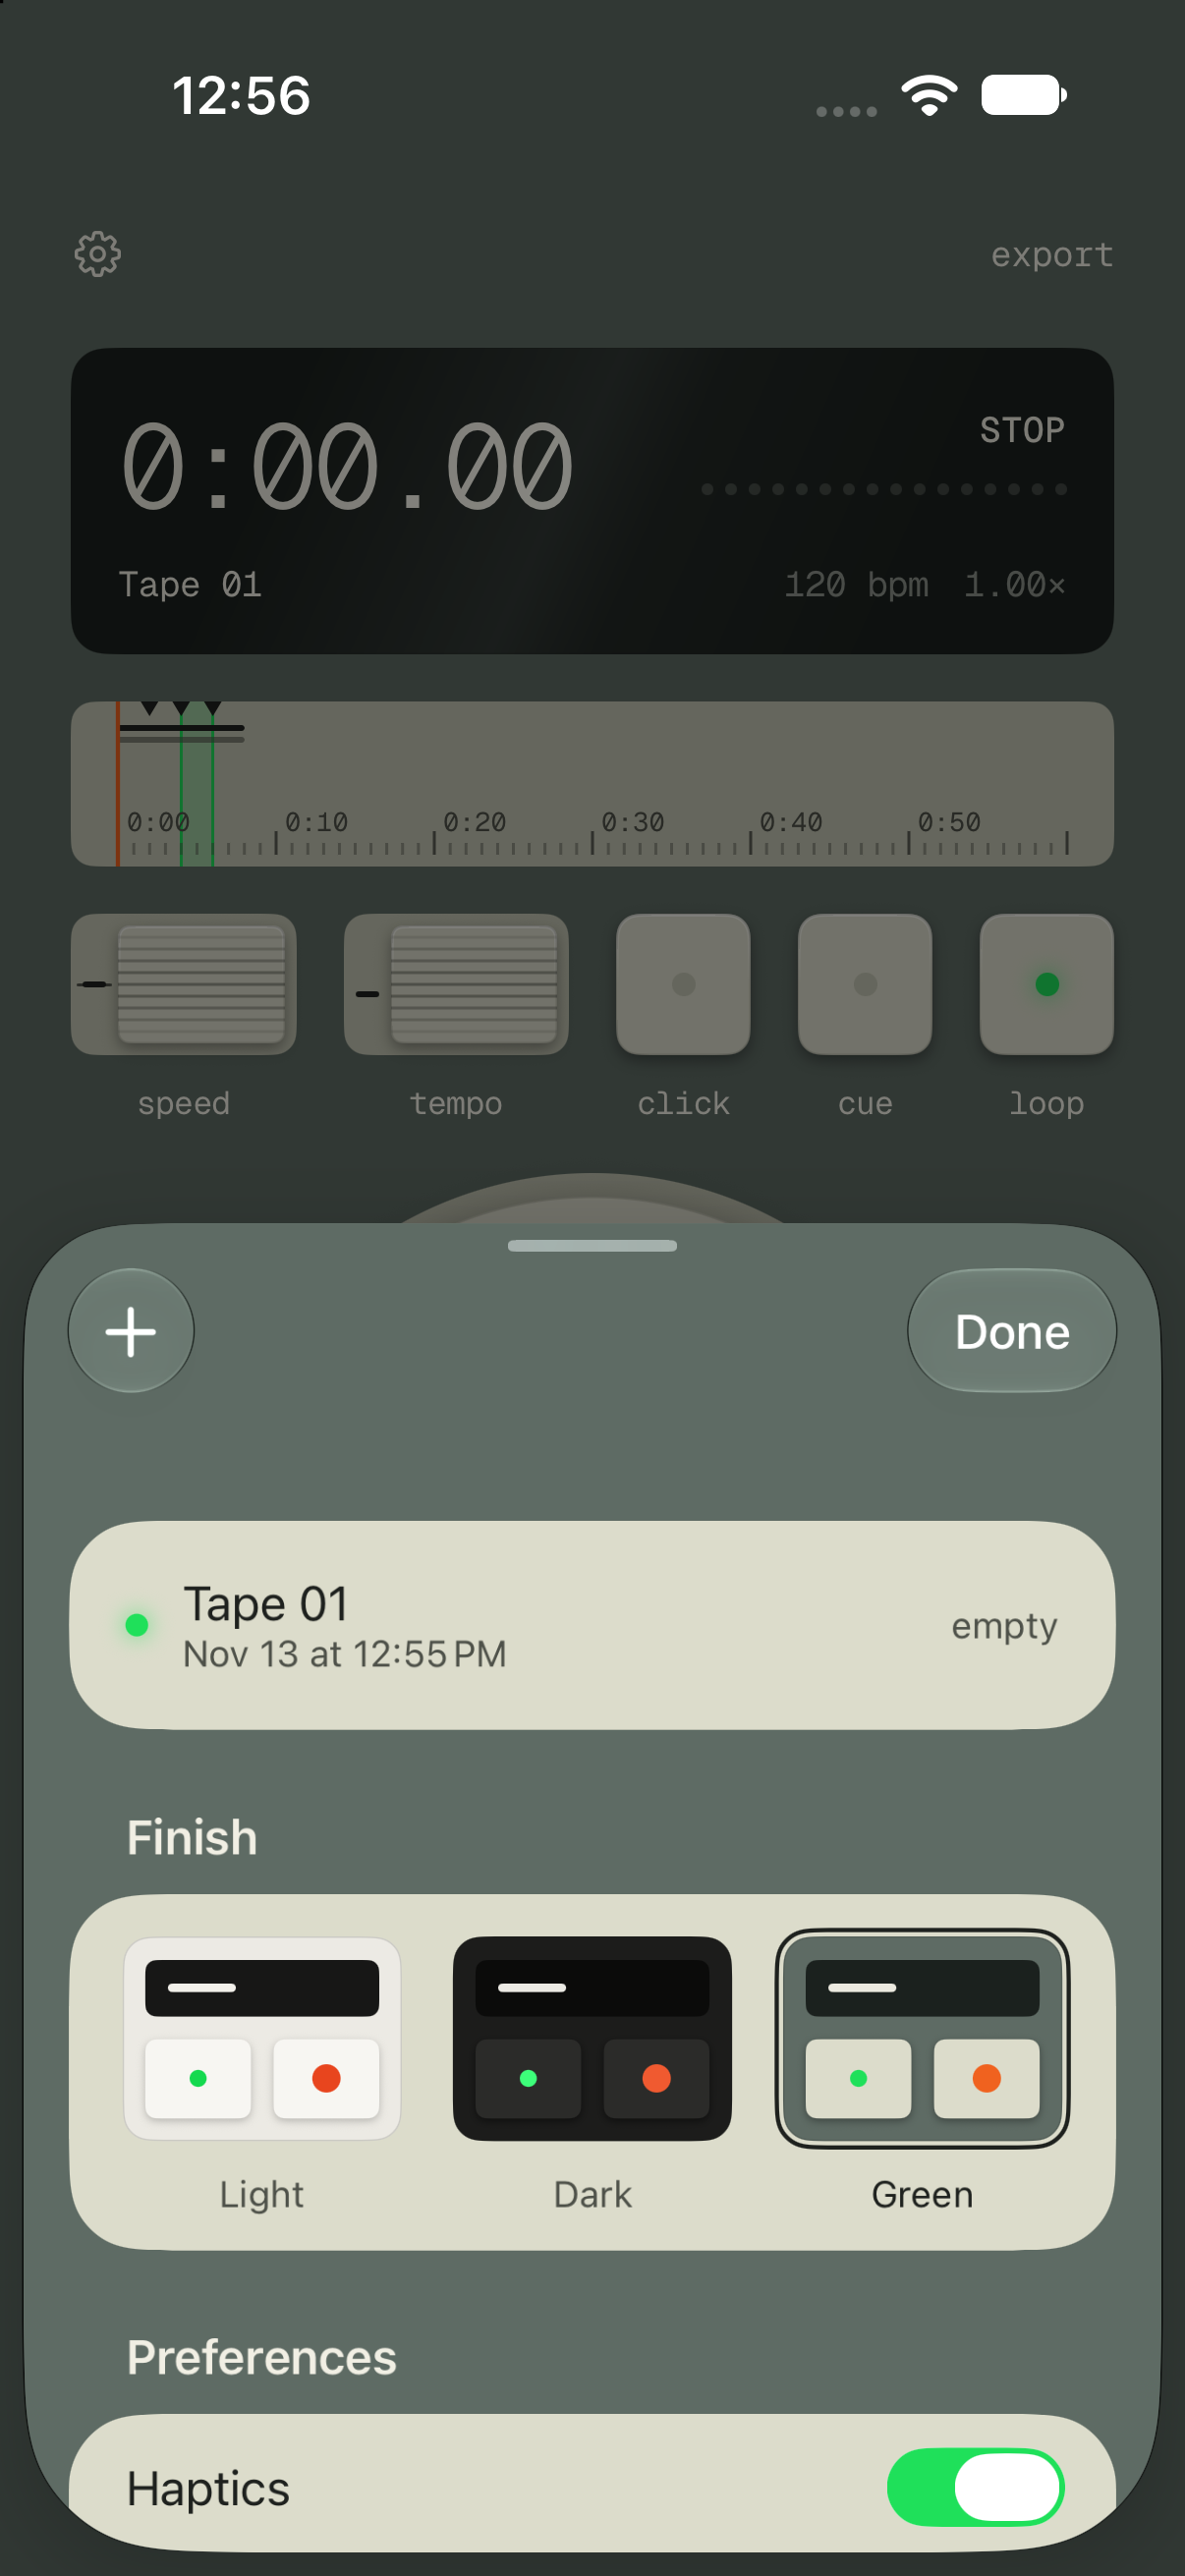 12:56
export
0:00.00
STOP
Tape 01
120 bpm 1.00×
0:00 0:10 0:20 0:30 0:40 0:50
speed tempo click cue loop
Done
Tape 01
Nov 13 at 12:55 PM
empty
Finish
Light Dark Green
Preferences
Haptics